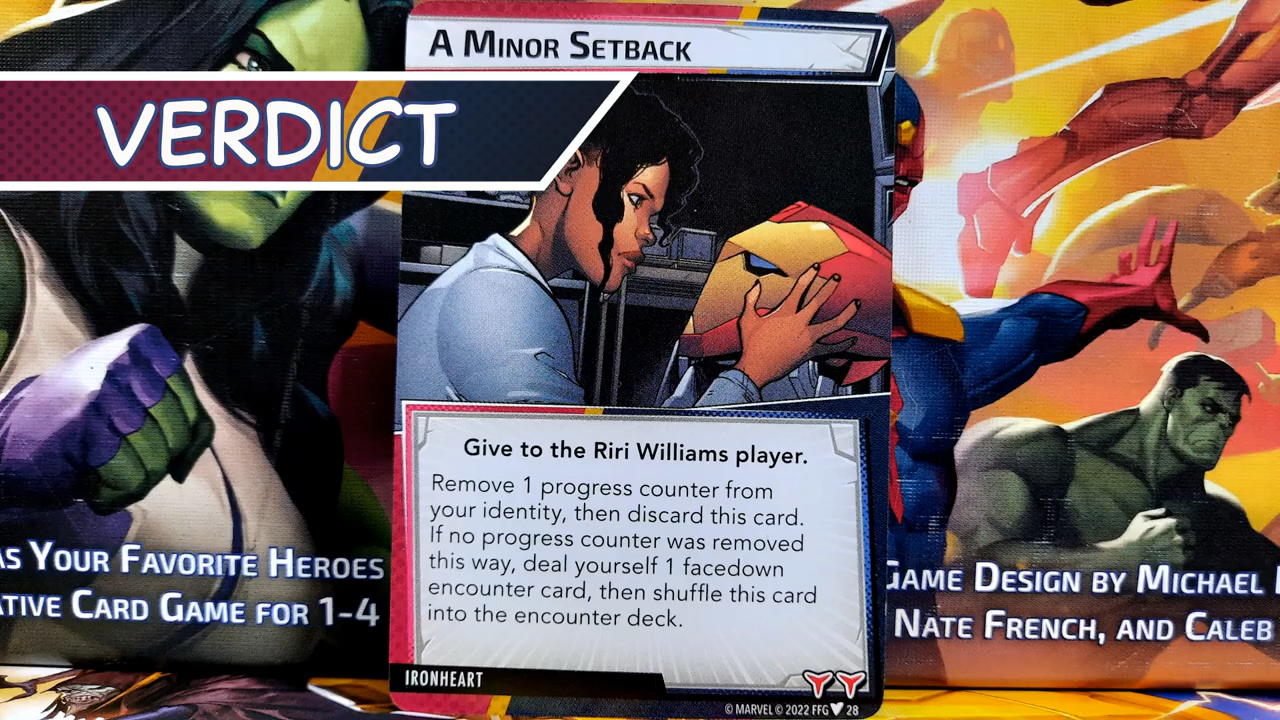 A MINOR SETBACK
VERDICT
Give to the Riri Williams player.
Remove 1 progress counter from
your identity, then discard this card.
If no progress counter was removed
this way, deal yourself 1 facedown
encounter card, then shuffle this card
into the encounter deck.
IRONHEART
© MARVEL © 2022 FFG 28
AS YOUR FAVORITE HEROES
ATIVE CARD GAME FOR 1-4
GAME DESIGN BY MICHAEL
NATE FRENCH, AND CALEB